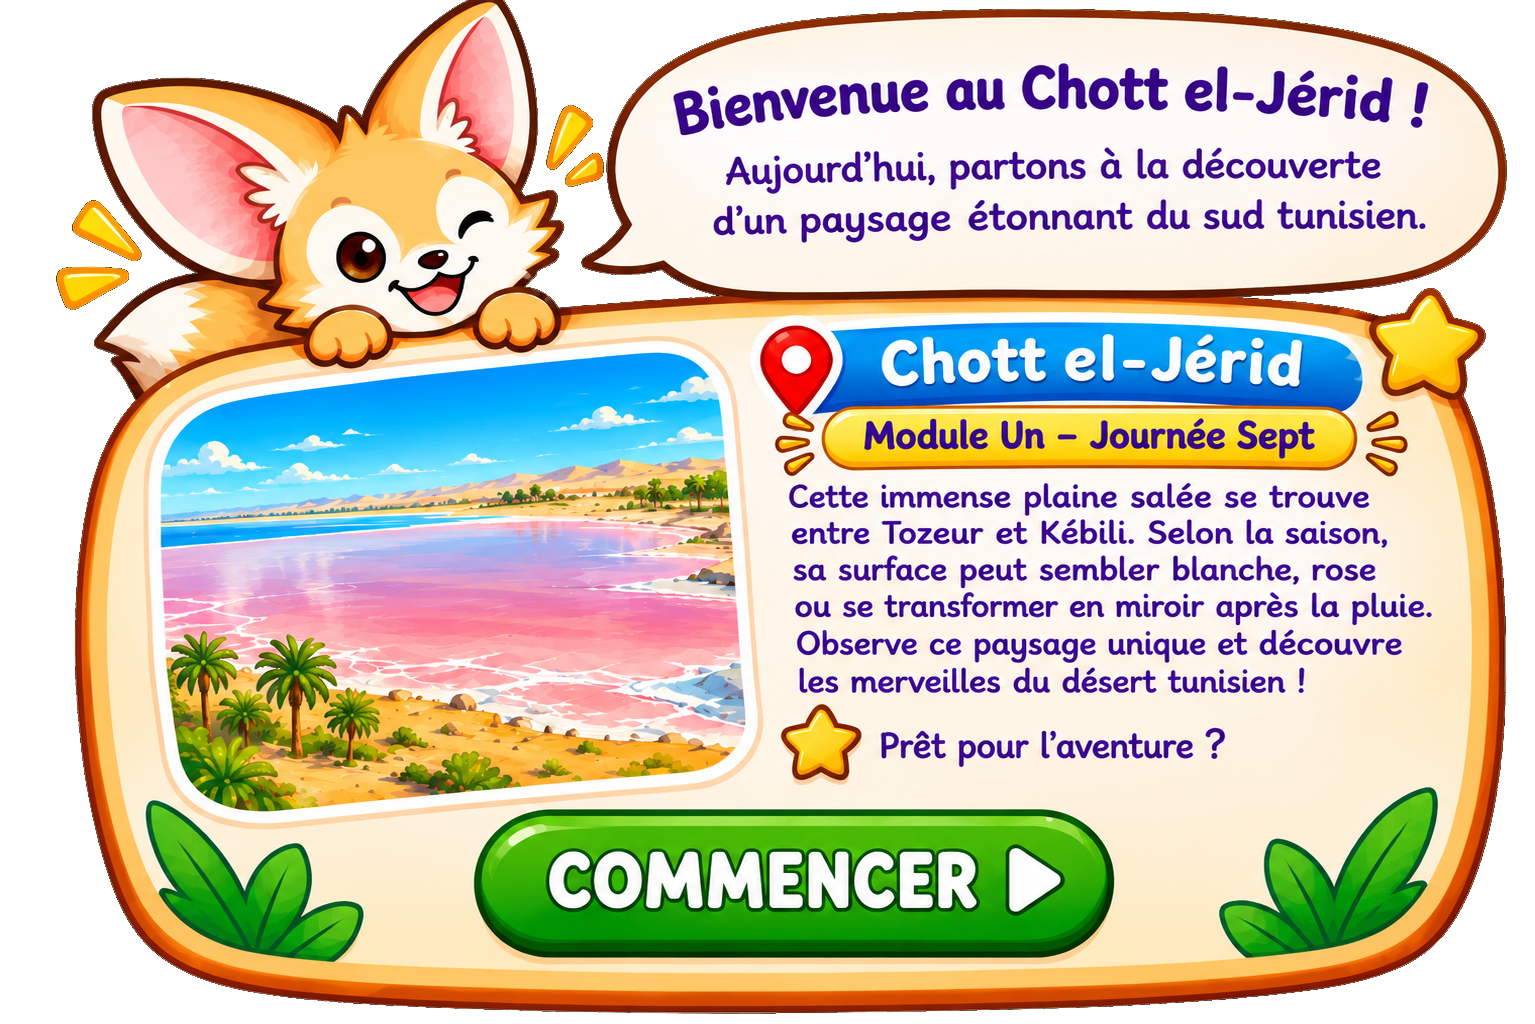 Bienvenue au Chott el-Jérid !
Aujourd’hui, partons à la découverte
d’un paysage étonnant du sud tunisien.
Chott el-Jérid
Module Un – Journée Sept
Cette immense plaine salée se trouve
entre Tozeur et Kébili. Selon la saison,
sa surface peut sembler blanche, rose
ou se transformer en miroir après la pluie.
Observe ce paysage unique et découvre
les merveilles du désert tunisien !
Prêt pour l’aventure ?
COMMENCER